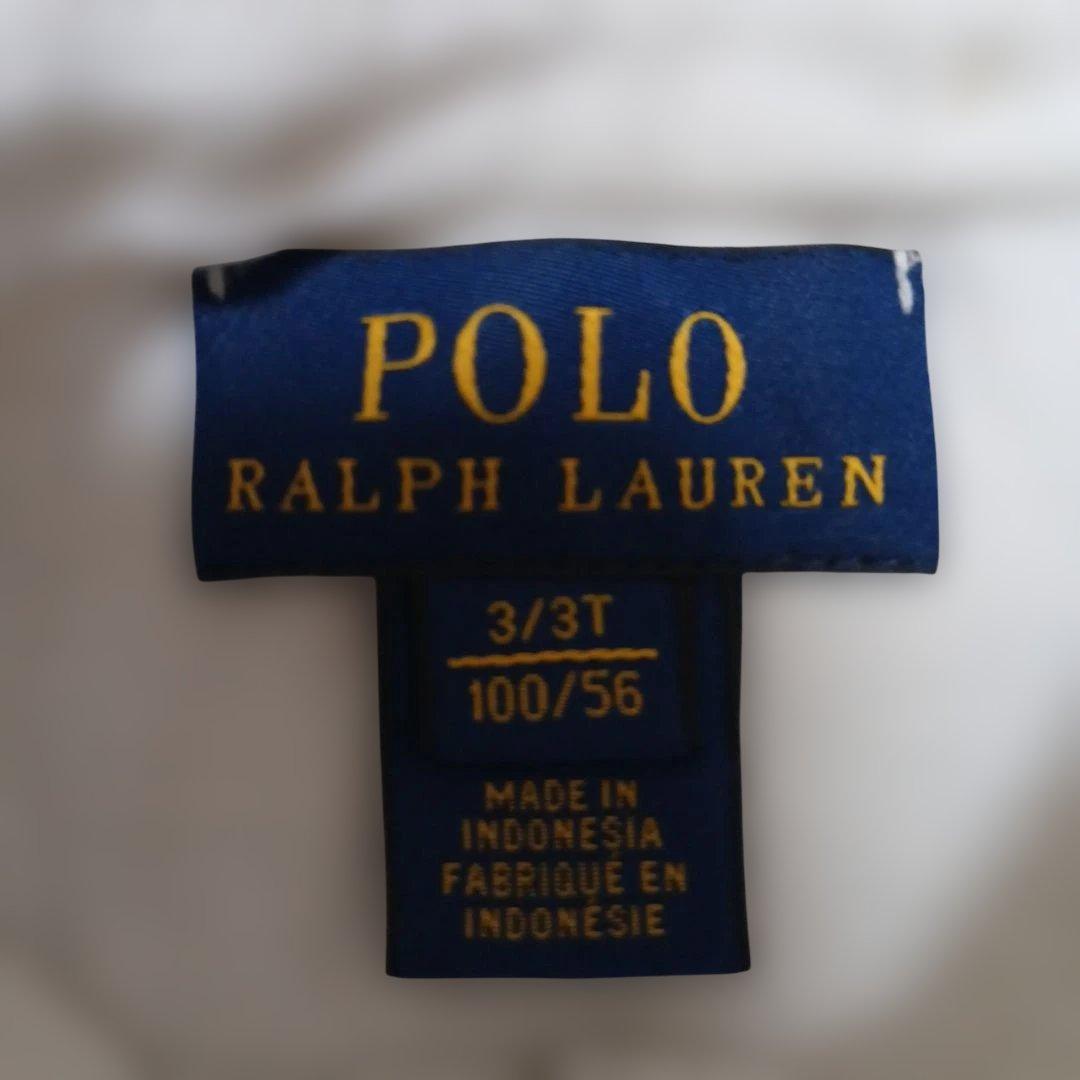 POLO
RALPH LAUREN
3/3T
100/56
MADE IN
INDONESIA
FABRIQUÉ EN
INDONÉSIE